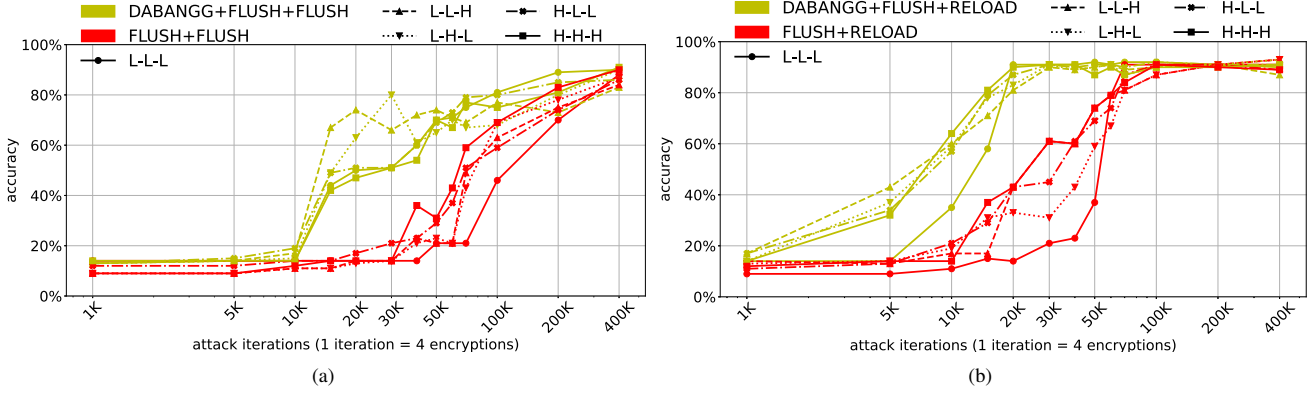 DABANGG+FLUSH+FLUSH
FLUSH+FLUSH
L-L-L
L-L-H
L-H-L
H-L-L
H-H-H
100%
80%
60%
40%
20%
0%
accuracy
1K
5K
10K
20K
30K
50K
100K
200K
400K
attack iterations (1 iteration = 4 encryptions)
(a)
DABANGG+FLUSH+RELOAD
FLUSH+RELOAD
L-L-L
L-L-H
L-H-L
H-L-L
H-H-H
100%
80%
60%
40%
20%
0%
accuracy
1K
5K
10K
20K
30K
50K
100K
200K
400K
attack iterations (1 iteration = 4 encryptions)
(b)